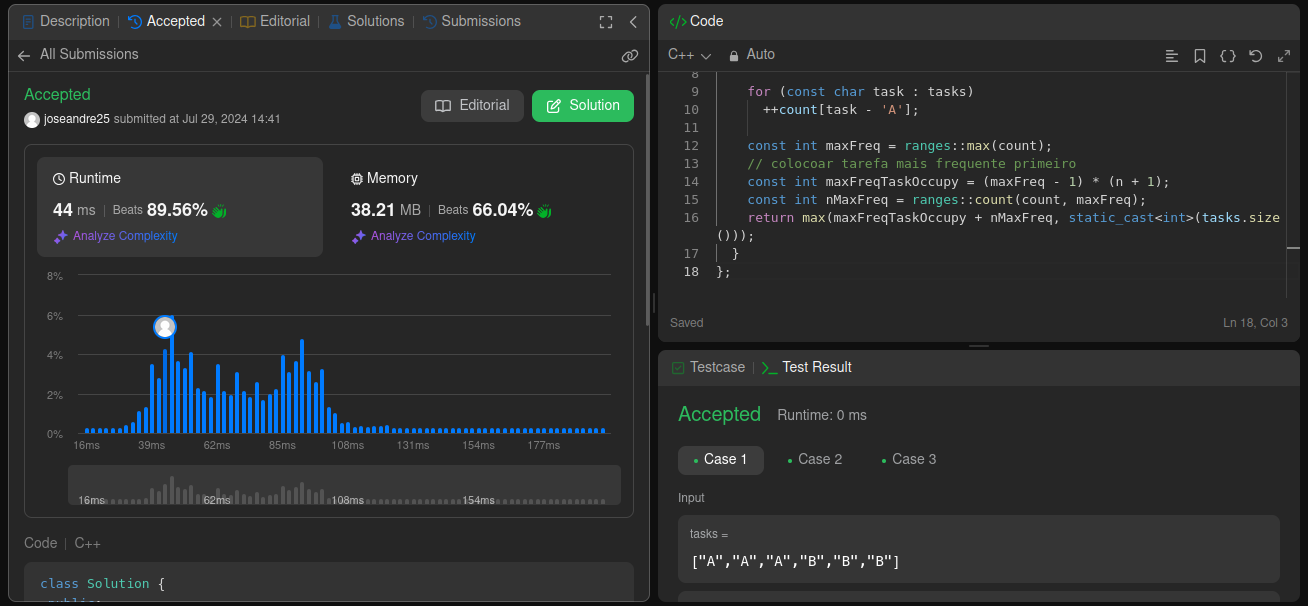 Description | Accepted × | Editorial | Solutions | Submissions
All Submissions
Accepted
joseandre25 submitted at Jul 29, 2024 14:41
Editorial
Solution
Runtime
44 ms | Beats 89.56%
Analyze Complexity
Memory
38.21 MB | Beats 66.04%
Analyze Complexity
8%
6%
4%
2%
0%
16ms 39ms 62ms 85ms 108ms 131ms 154ms 177ms
16ms 62ms 108ms 154ms
Code | C++
class Solution {
</> Code
C++ Auto
8
9 for (const char task : tasks)
10 ++count[task - 'A'];
11
12 const int maxFreq = ranges::max(count);
13 // colocoar tarefa mais frequente primeiro
14 const int maxFreqTaskOccupy = (maxFreq - 1) * (n + 1);
15 const int nMaxFreq = ranges::count(count, maxFreq);
16 return max(maxFreqTaskOccupy + nMaxFreq, static_cast<int>(tasks.size
()));
17 }
18 };
Saved
Ln 18, Col 3
Testcase | >_ Test Result
Accepted Runtime: 0 ms
• Case 1 • Case 2 • Case 3
Input
tasks =
["A","A","A","B","B","B"]